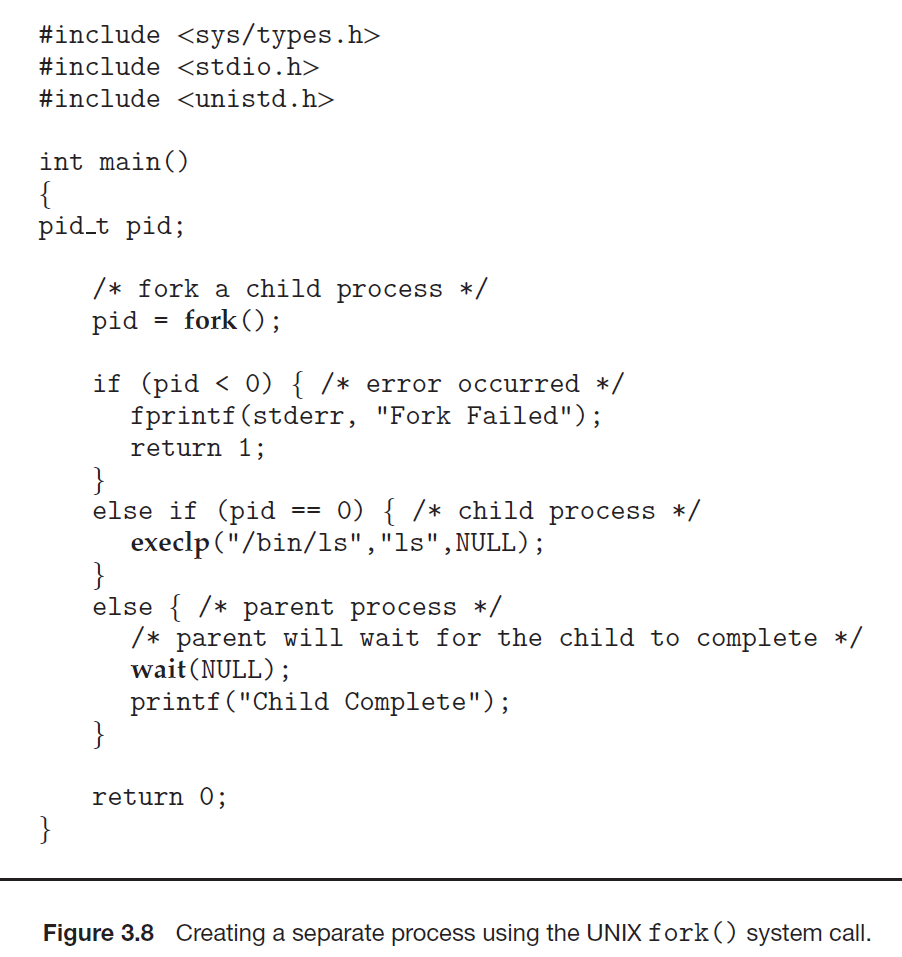 #include <sys/types.h>
#include <stdio.h>
#include <unistd.h>
int main()
{
pid_t pid;
/* fork a child process */
pid = fork();
if (pid < 0) { /* error occurred */
fprintf(stderr, "Fork Failed");
return 1;
}
else if (pid == 0) { /* child process */
execlp("/bin/ls","ls",NULL);
}
else { /* parent process */
/* parent will wait for the child to complete */
wait(NULL);
printf("Child Complete");
}
return 0;
}
Figure 3.8 Creating a separate process using the UNIX fork() system call.